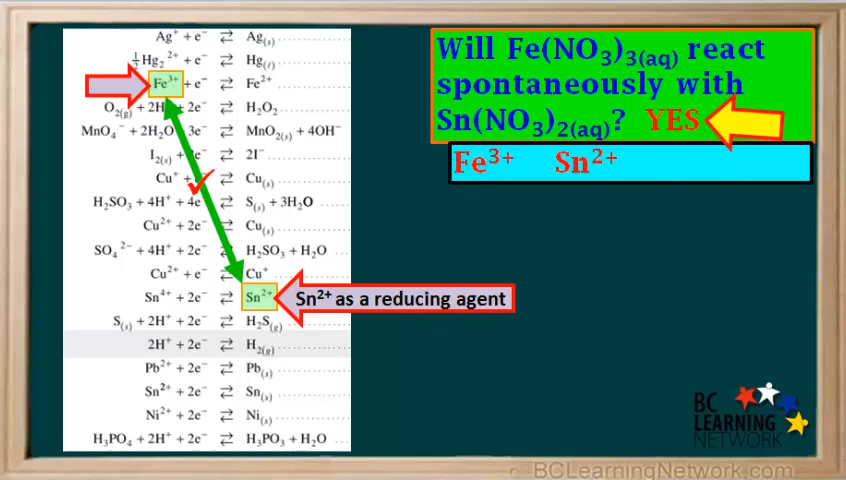 Ag⁺ + e⁻ ⇄ Ag₍ₛ₎
½Hg₂²⁺ + e⁻ ⇄ Hg₍ₗ₎
Fe³⁺ + e⁻ ⇄ Fe²⁺
O₂₍g₎ + 2H⁺ + 2e⁻ ⇄ H₂O₂
MnO₄⁻ + 2H₂O + 3e⁻ ⇄ MnO₂₍ₛ₎ + 4OH⁻
I₂₍ₛ₎ + 2e⁻ ⇄ 2I⁻
Cu⁺ + e⁻ ⇄ Cu₍ₛ₎
H₂SO₃ + 4H⁺ + 4e⁻ ⇄ S₍ₛ₎ + 3H₂O
Cu²⁺ + 2e⁻ ⇄ Cu₍ₛ₎
SO₄²⁻ + 4H⁺ + 2e⁻ ⇄ H₂SO₃ + H₂O
Cu²⁺ + e⁻ ⇄ Cu⁺
Sn⁴⁺ + 2e⁻ ⇄ Sn²⁺
S₍ₛ₎ + 2H⁺ + 2e⁻ ⇄ H₂S₍g₎
2H⁺ + 2e⁻ ⇄ H₂₍g₎
Pb²⁺ + 2e⁻ ⇄ Pb₍ₛ₎
Sn²⁺ + 2e⁻ ⇄ Sn₍ₛ₎
Ni²⁺ + 2e⁻ ⇄ Ni₍ₛ₎
H₃PO₄ + 2H⁺ + 2e⁻ ⇄ H₃PO₃ + H₂O
Will Fe(NO₃)₃₍aq₎ react
spontaneously with
Sn(NO₃)₂₍aq₎? YES
Fe³⁺ Sn²⁺
Sn²⁺ as a reducing agent
BC
LEARNING
NETWORK
BCLearningNetwork.com